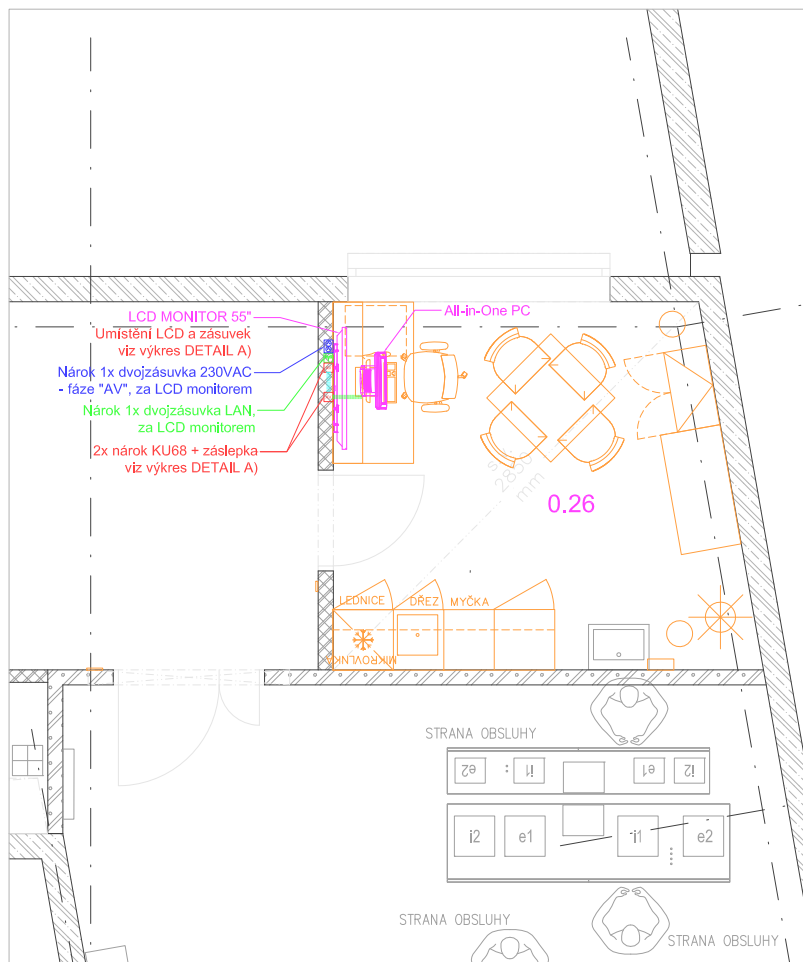 LCD MONITOR 55"
All-in-One PC
Umístění LCD a zásuvek
viz výkres DETAIL A)
Nárok 1x dvojzásuvka 230VAC
- fáze "AV", za LCD monitorem
Nárok 1x dvojzásuvka LAN,
za LCD monitorem
2x nárok KU68 + záslepka
viz výkres DETAIL A)
mm
0.26
LEDNICE
DŘEZ
MYČKA
MIKROVLNKA
STRANA OBSLUHY
e2
i1
e1
i2
i2
e1
i1
e2
STRANA OBSLUHY
STRANA OBSLUHY